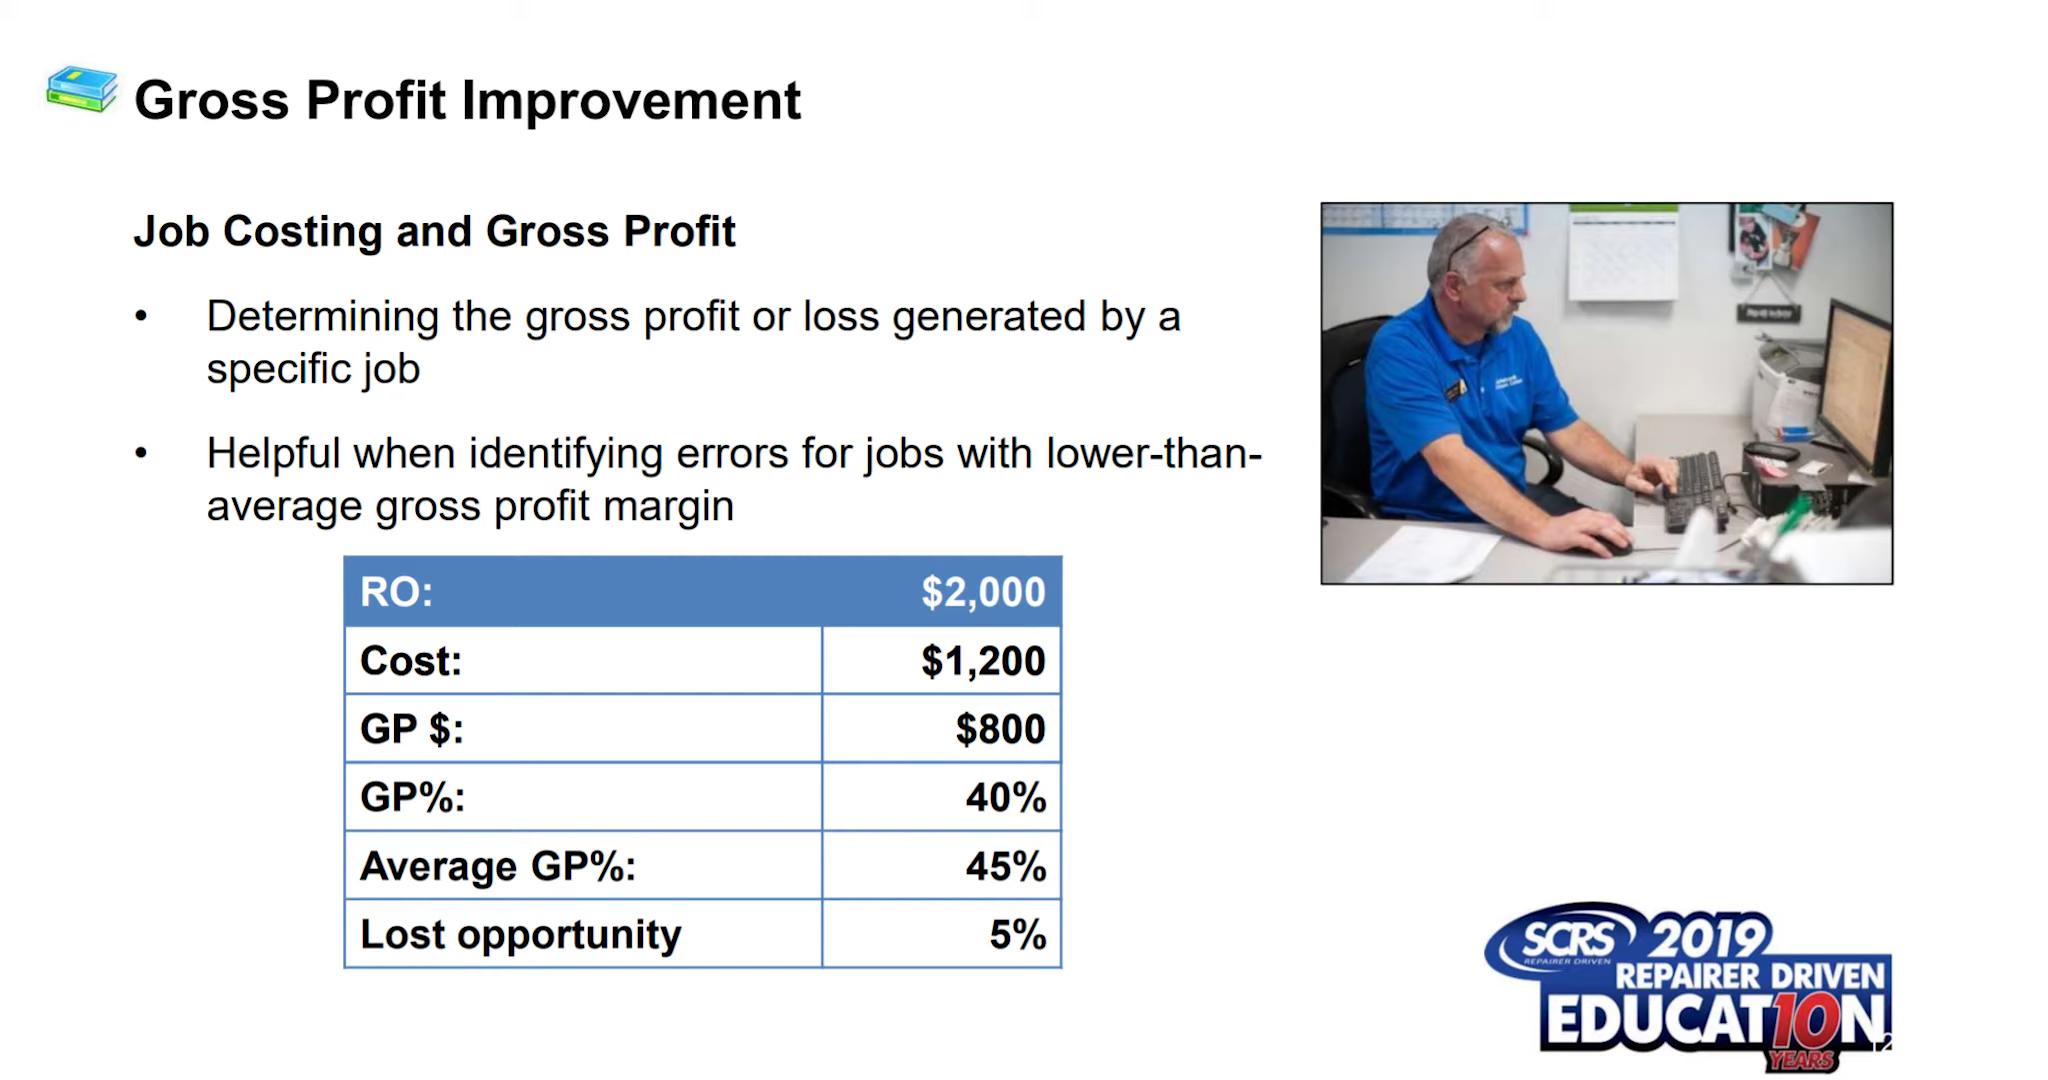 Gross Profit Improvement
Job Costing and Gross Profit
• Determining the gross profit or loss generated by a
specific job
• Helpful when identifying errors for jobs with lower-than-
average gross profit margin
RO: $2,000
Cost: $1,200
GP $: $800
GP%: 40%
Average GP%: 45%
Lost opportunity 5%
SCRS 2019
REPAIRER DRIVEN
REPAIRER DRIVEN
EDUCAT10N
YEARS
12